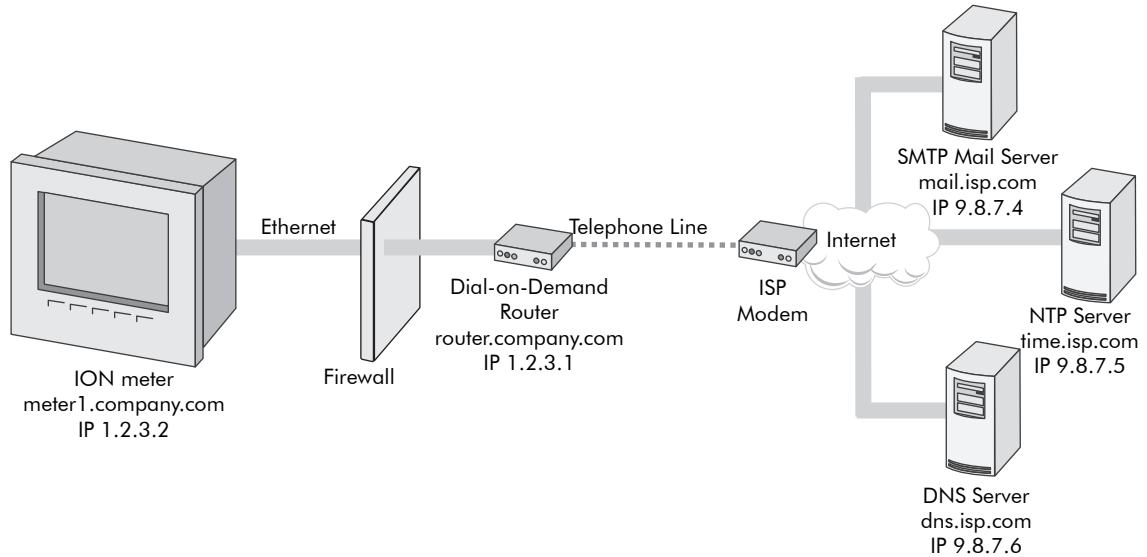 SMTP Mail Server
mail.isp.com
IP 9.8.7.4
Ethernet
Telephone Line
Internet
Dial-on-Demand
Router
router.company.com
IP 1.2.3.1
ISP
Modem
NTP Server
time.isp.com
IP 9.8.7.5
Firewall
ION meter
meter1.company.com
IP 1.2.3.2
DNS Server
dns.isp.com
IP 9.8.7.6